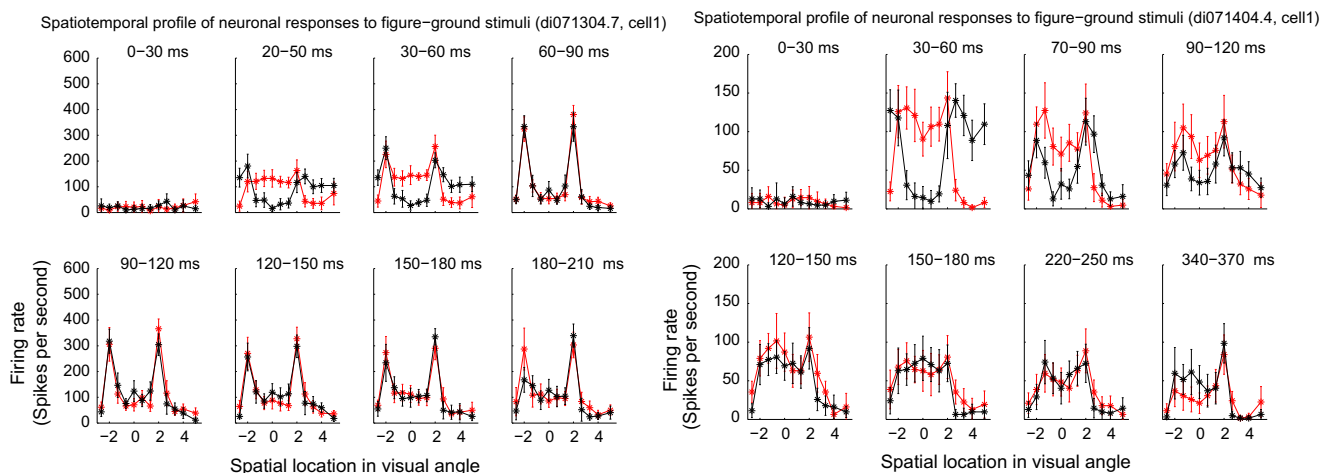 Spatiotemporal profile of neuronal responses to figure−ground stimuli (di071304.7, cell1)
0−30 ms 20−50 ms 30−60 ms 60−90 ms
600
500
400
300
200
100
0
90−120 ms 120−150 ms 150−180 ms 180−210 ms
600
500
400
300
200
100
0
Firing rate
(Spikes per second)
−2 0 2 4 −2 0 2 4 −2 0 2 4 −2 0 2 4
Spatial location in visual angle
Spatiotemporal profile of neuronal responses to figure−ground stimuli (di071404.4, cell1)
0−30 ms 30−60 ms 70−90 ms 90−120 ms
200
150
100
50
0
120−150 ms 150−180 ms 220−250 ms 340−370 ms
200
150
100
50
0
Firing rate
(Spikes per second)
−2 0 2 4 −2 0 2 4 −2 0 2 4 −2 0 2 4
Spatial location in visual angle